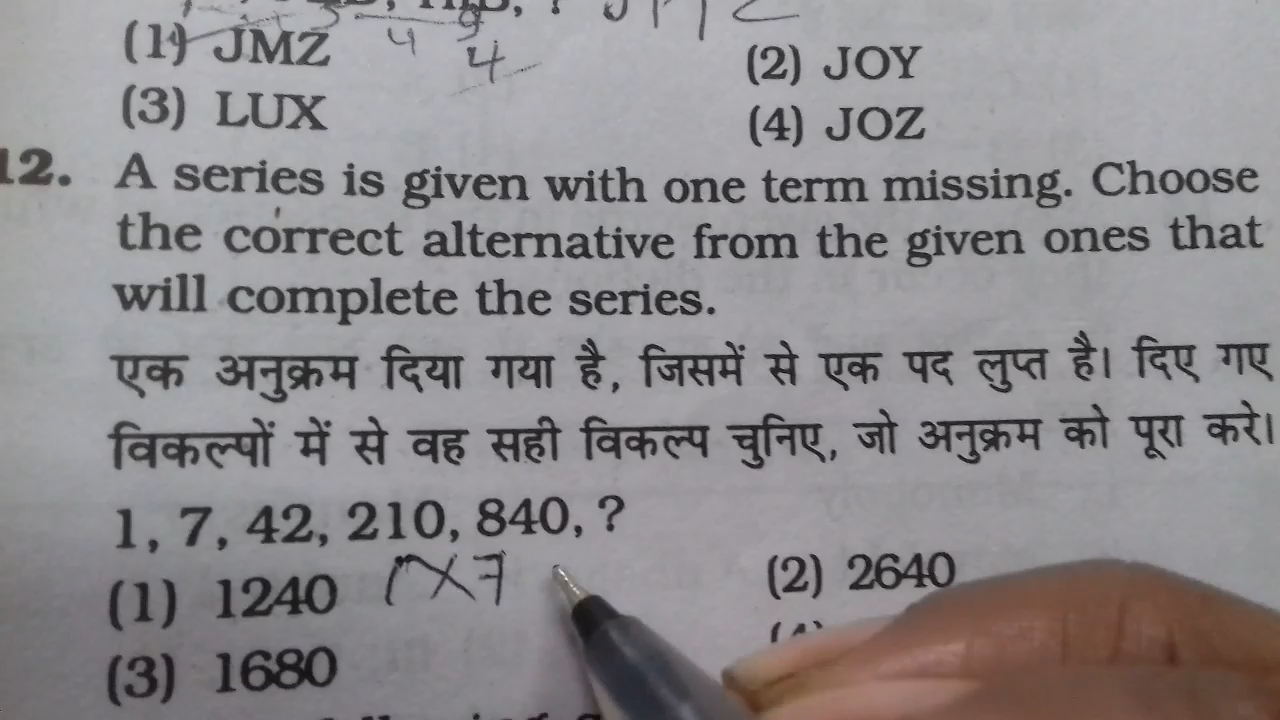 (1) JMZ
4 4
(2) JOY
(3) LUX
(4) JOZ
12. A series is given with one term missing. Choose
the correct alternative from the given ones that
will complete the series.
एक अनुक्रम दिया गया है, जिसमें से एक पद लुप्त है। दिए गए
विकल्पों में से वह सही विकल्प चुनिए, जो अनुक्रम को पूरा करे।
1, 7, 42, 210, 840, ?
(1) 1240 1×7
(2) 2640
(3) 1680